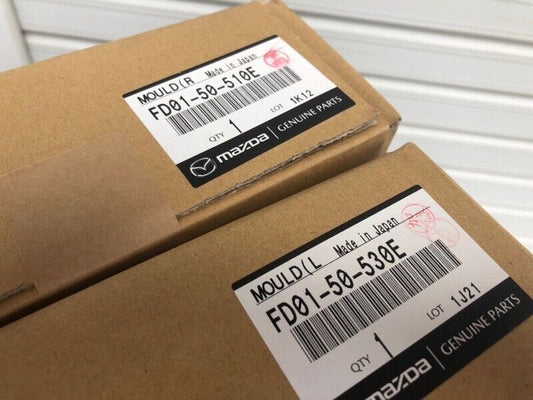 MOULD(R Made in Japan
FD01-50-510E
QTY 1 LOT 1K12
mazda GENUINE PARTS
MOULD(L Made in Japan
FD01-50-530E
QTY 1 LOT 1J21
mazda GENUINE PARTS